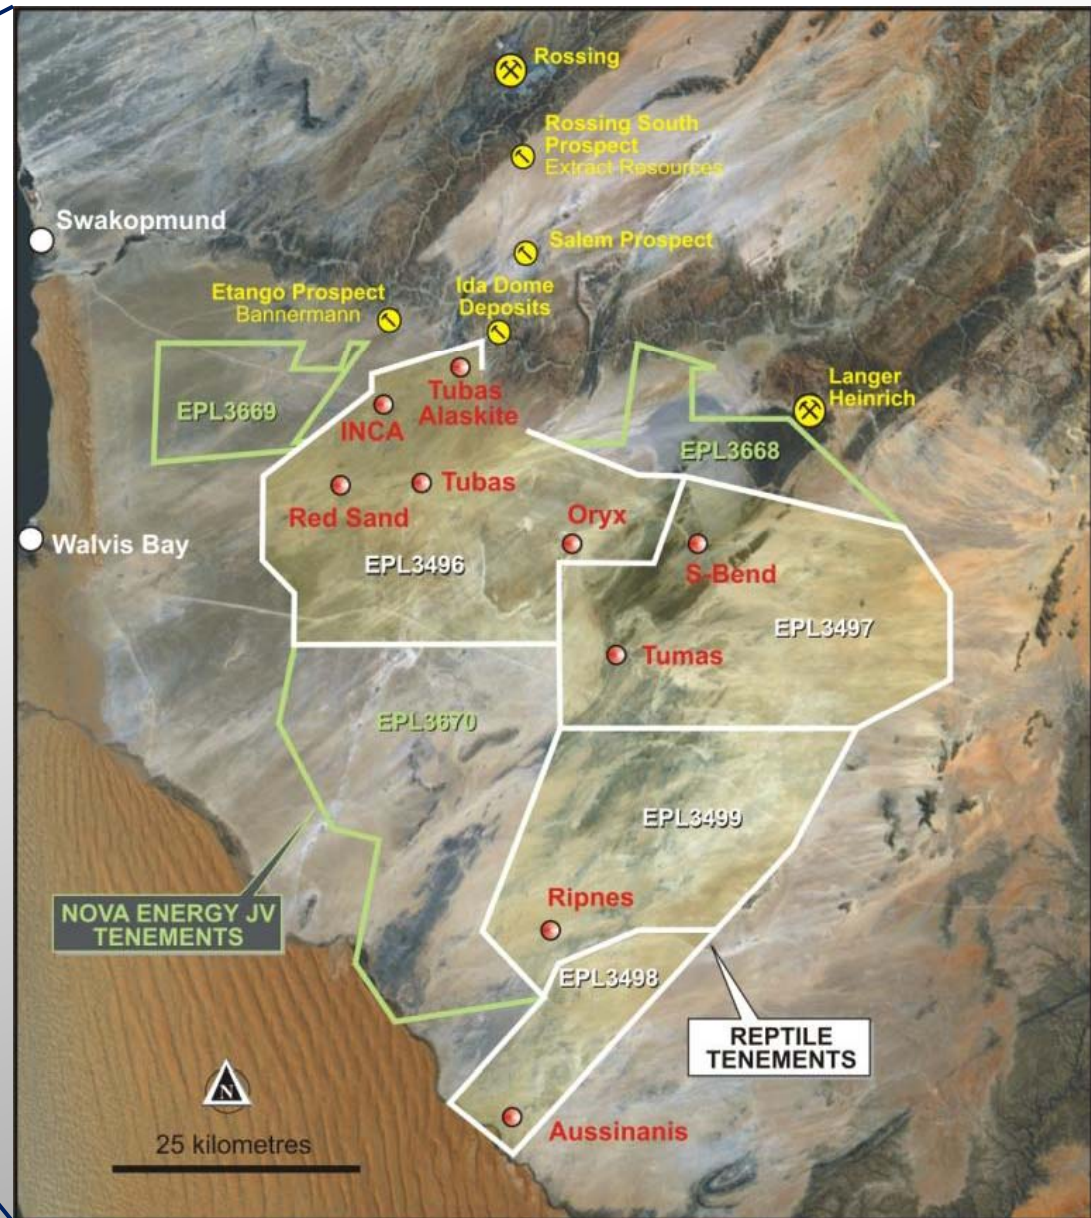 Rossing
Rossing South
Prospect
Extract Resources
Swakopmund
Salem Prospect
Etango Prospect
Bannermann
Ida Dome
Deposits
Langer
Heinrich
EPL3669
Tubas
Alaskite
INCA
EPL3668
Tubas
Red Sand
Oryx
Walvis Bay
EPL3496
S-Bend
EPL3497
Tumas
EPL3670
EPL3499
Ripnes
NOVA ENERGY JV
TENEMENTS
EPL3498
REPTILE
TENEMENTS
N
Aussinanis
25 kilometres